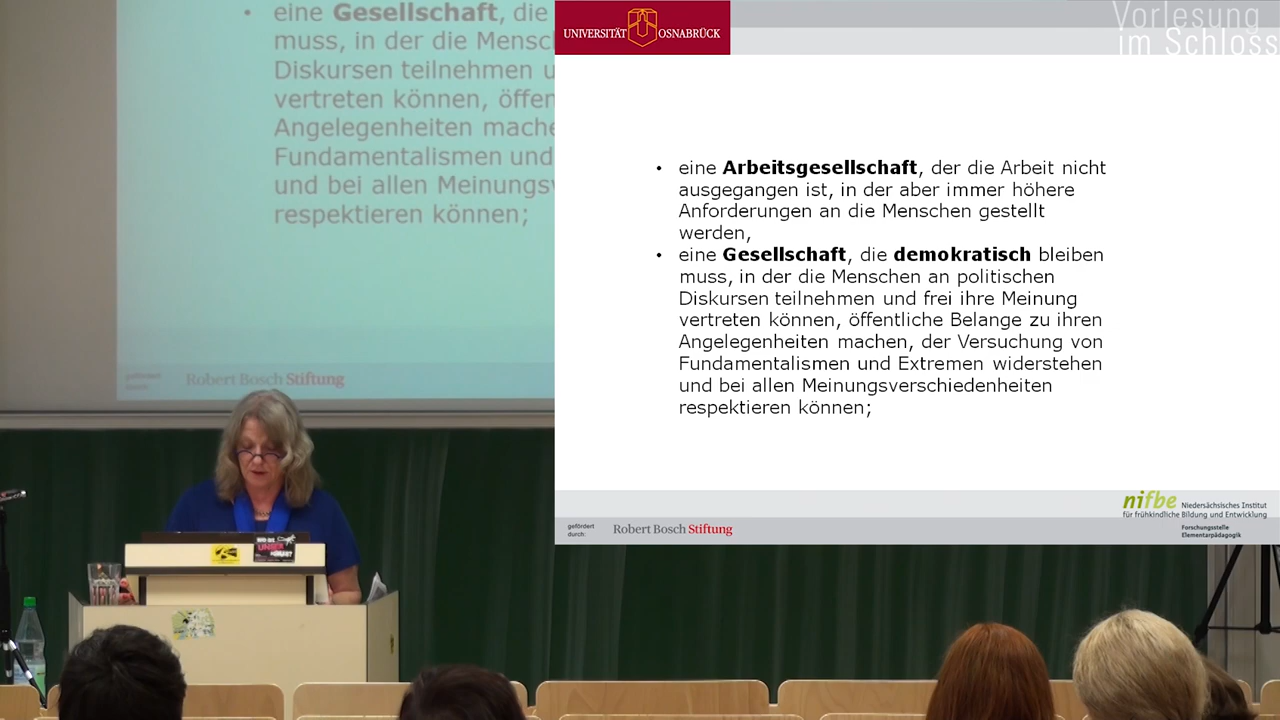 • eine Gesellschaft, die
muss, in der die Mensc
Diskursen teilnehmen u
vertreten können, öffen
Angelegenheiten mache
Fundamentalismen und
und bei allen Meinungsv
respektieren können;
gefördert
durch:
Robert Bosch Stiftung
UNIVERSITÄT OSNABRÜCK
Vorlesung
im Schloss
• eine Arbeitsgesellschaft, der die Arbeit nicht
ausgegangen ist, in der aber immer höhere
Anforderungen an die Menschen gestellt
werden,
• eine Gesellschaft, die demokratisch bleiben
muss, in der die Menschen an politischen
Diskursen teilnehmen und frei ihre Meinung
vertreten können, öffentliche Belange zu ihren
Angelegenheiten machen, der Versuchung von
Fundamentalismen und Extremen widerstehen
und bei allen Meinungsverschiedenheiten
respektieren können;
gefördert
durch:
Robert Bosch Stiftung
nifbe Niedersächsisches Institut
für frühkindliche Bildung und Entwicklung
Forschungsstelle
Elementarpädagogik